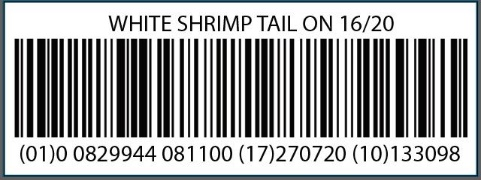 WHITE SHRIMP TAIL ON 16/20
(01)0 0829944 081100 (17)270720 (10)133098